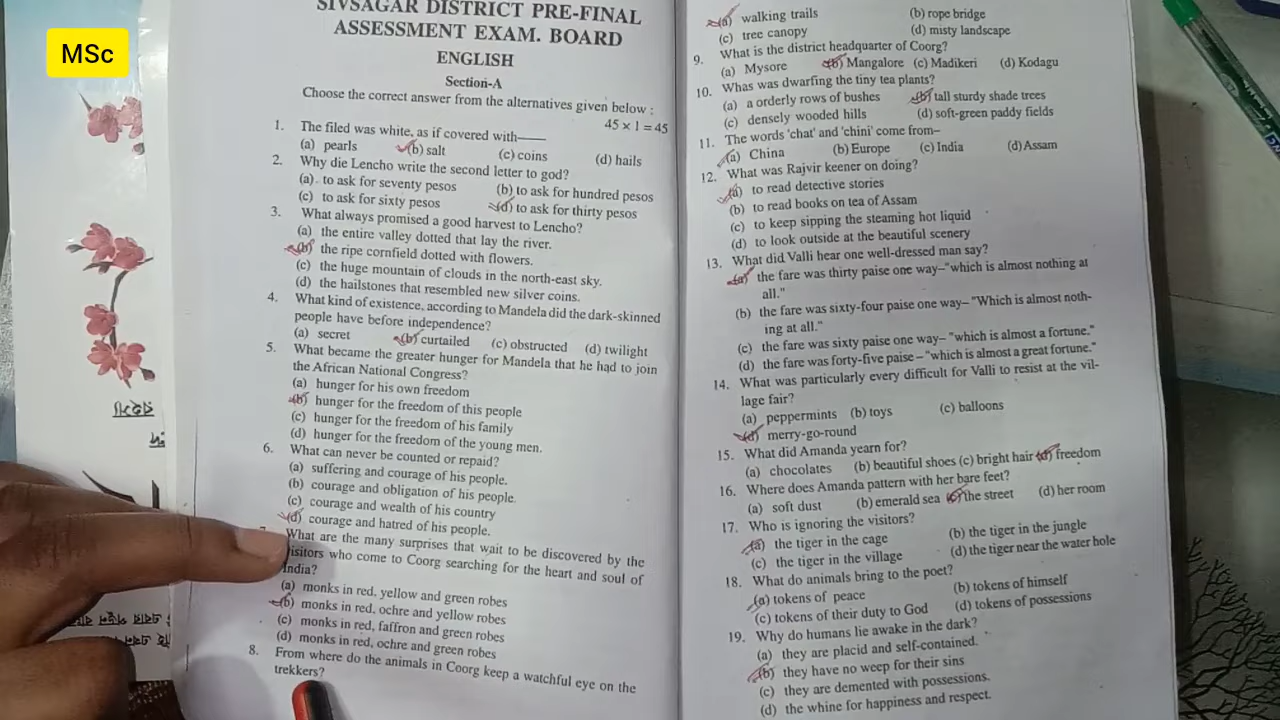 MSc
SIVSAGAR DISTRICT PRE-FINAL
ASSESSMENT EXAM. BOARD
ENGLISH
Section-A
Choose the correct answer from the alternatives given below :
45 × 1 = 45
1. The filed was white, as if covered with——
(a) pearls (b) salt (c) coins (d) hails
2. Why die Lencho write the second letter to god?
(a) to ask for seventy pesos (b) to ask for hundred pesos
(c) to ask for sixty pesos (d) to ask for thirty pesos
3. What always promised a good harvest to Lencho?
(a) the entire valley dotted that lay the river.
(b) the ripe cornfield dotted with flowers.
(c) the huge mountain of clouds in the north-east sky.
(d) the hailstones that resembled new silver coins.
4. What kind of existence, according to Mandela did the dark-skinned
people have before independence?
(a) secret (b) curtailed (c) obstructed (d) twilight
5. What became the greater hunger for Mandela that he had to join
the African National Congress?
(a) hunger for his own freedom
(b) hunger for the freedom of this people
(c) hunger for the freedom of his family
(d) hunger for the freedom of the young men.
6. What can never be counted or repaid?
(a) suffering and courage of his people.
(b) courage and obligation of his people.
(c) courage and wealth of his country
(d) courage and hatred of his people.
What are the many surprises that wait to be discovered by the
visitors who come to Coorg searching for the heart and soul of
India?
(a) monks in red, yellow and green robes
(b) monks in red, ochre and yellow robes
(c) monks in red, faffron and green robes
(d) monks in red, ochre and green robes
8. From where do the animals in Coorg keep a watchful eye on the
trekkers?
(a) walking trails (b) rope bridge
(c) tree canopy (d) misty landscape
9. What is the district headquarter of Coorg?
(a) Mysore (b) Mangalore (c) Madikeri (d) Kodagu
10. Whas was dwarfing the tiny tea plants?
(a) a orderly rows of bushes (b) tall sturdy shade trees
(c) densely wooded hills (d) soft-green paddy fields
11. The words 'chat' and 'chini' come from–
(a) China (b) Europe (c) India (d) Assam
12. What was Rajvir keener on doing?
(a) to read detective stories
(b) to read books on tea of Assam
(c) to keep sipping the steaming hot liquid
(d) to look outside at the beautiful scenery
13. What did Valli hear one well-dressed man say?
(a) the fare was thirty paise one way–"which is almost nothing at
all."
(b) the fare was sixty-four paise one way– "Which is almost noth-
ing at all."
(c) the fare was sixty paise one way– "which is almost a fortune."
(d) the fare was forty-five paise – "which is almost a great fortune."
14. What was particularly every difficult for Valli to resist at the vil-
lage fair?
(a) peppermints (b) toys (c) balloons
(d) merry-go-round
15. What did Amanda yearn for?
(a) chocolates (b) beautiful shoes (c) bright hair (d) freedom
16. Where does Amanda pattern with her bare feet?
(a) soft dust (b) emerald sea (c) the street (d) her room
17. Who is ignoring the visitors?
(a) the tiger in the cage (b) the tiger in the jungle
(c) the tiger in the village (d) the tiger near the water hole
18. What do animals bring to the poet?
(a) tokens of peace (b) tokens of himself
(c) tokens of their duty to God (d) tokens of possessions
19. Why do humans lie awake in the dark?
(a) they are placid and self-contained.
(b) they have no weep for their sins
(c) they are demented with possessions.
(d) the whine for happiness and respect.